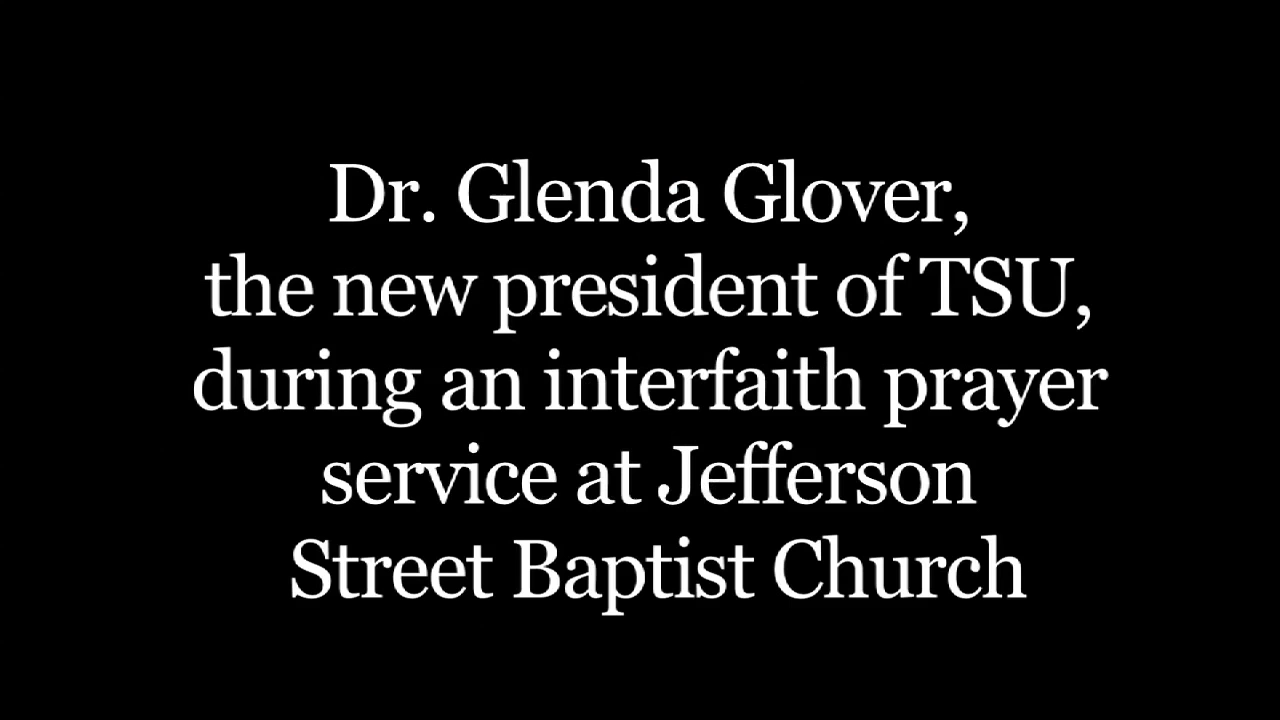 Dr. Glenda Glover,
the new president of TSU,
during an interfaith prayer
service at Jefferson
Street Baptist Church